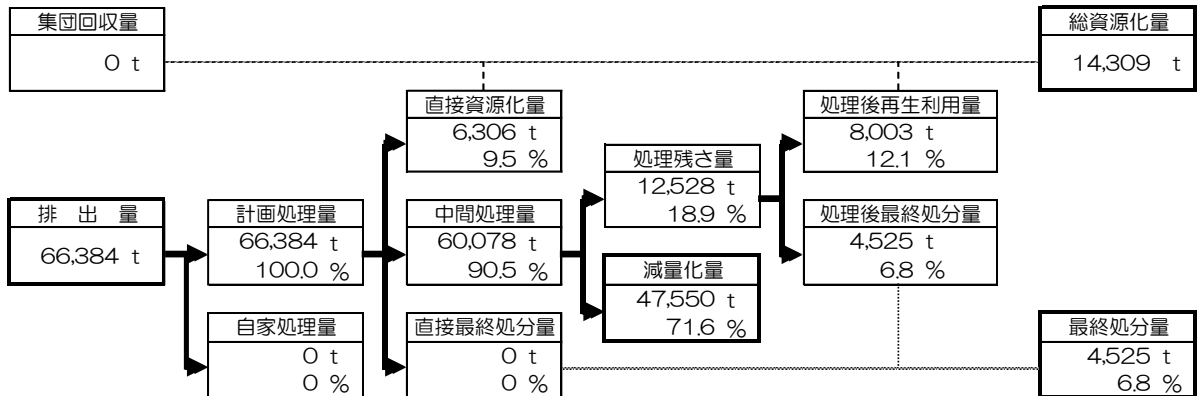 集団回収量
0 t
総資源化量
14,309 t
直接資源化量
6,306 t
9.5 %
処理後再生利用量
8,003 t
12.1 %
処理残さ量
12,528 t
18.9 %
排 出 量
66,384 t
計画処理量
66,384 t
100.0 %
中間処理量
60,078 t
90.5 %
処理後最終処分量
4,525 t
6.8 %
減量化量
47,550 t
71.6 %
自家処理量
0 t
0 %
直接最終処分量
0 t
0 %
最終処分量
4,525 t
6.8 %